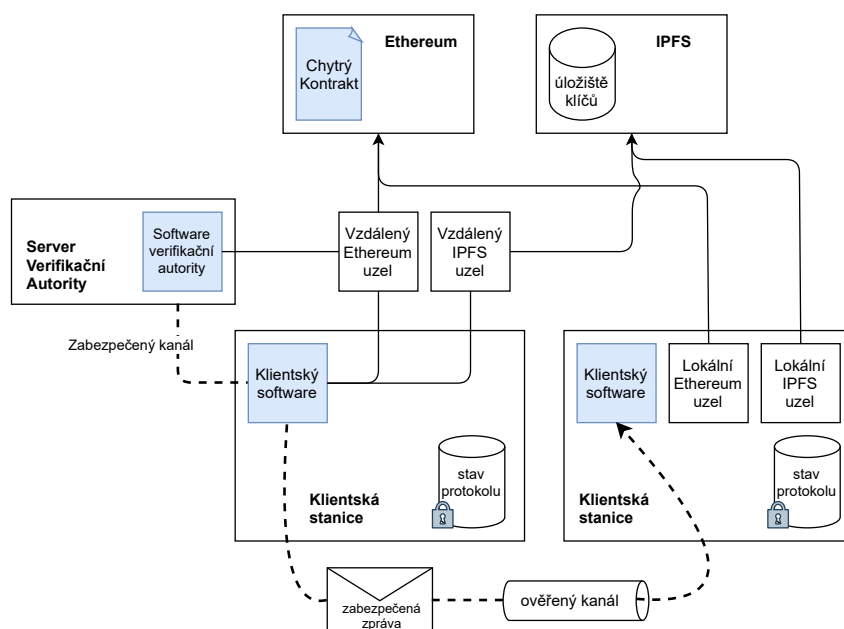 Ethereum
Chytrý
Kontrakt
IPFS
úložiště
klíčů
Server
Verifikační
Autority
Software
verifikační
autority
Vzdálený
Ethereum
uzel
Vzdálený
IPFS
uzel
Zabezpečený kanál
Klientský
software
stav
protokolu
Klientská
stanice
Klientský
software
Lokální
Ethereum
uzel
Lokální
IPFS
uzel
stav
protokolu
Klientská
stanice
zabezpečená
zpráva
ověřený kanál